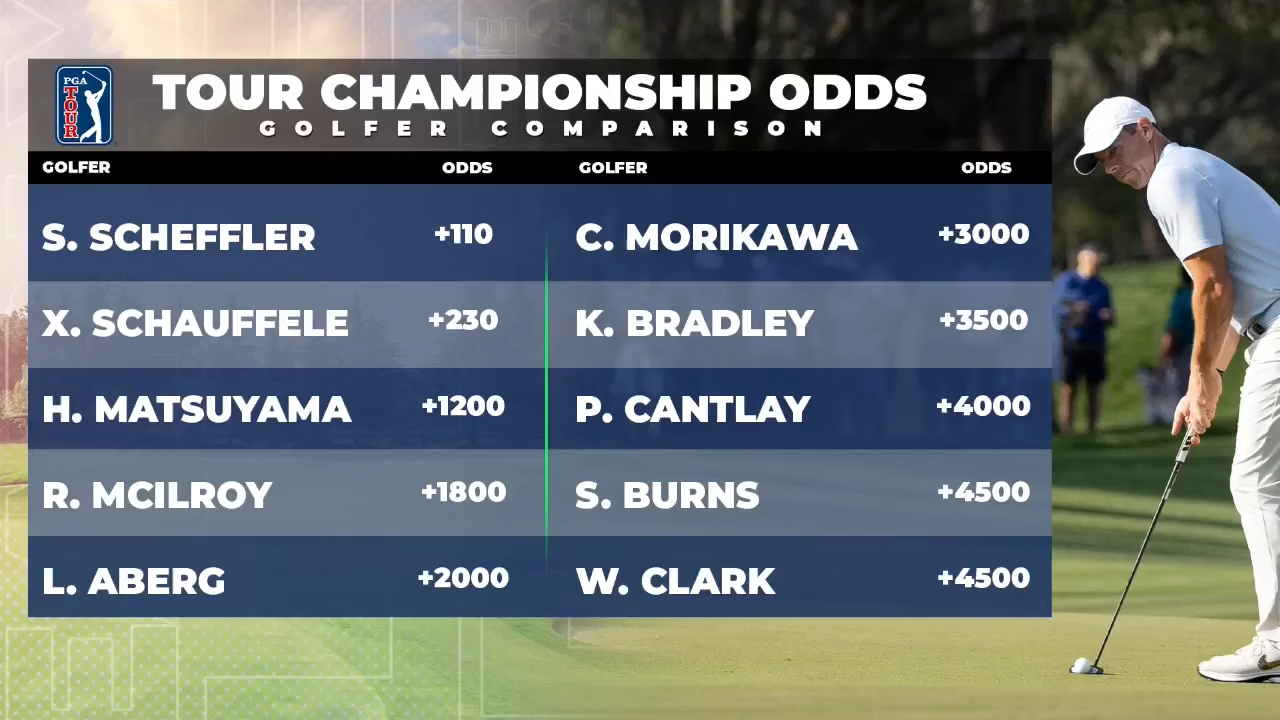 PGA
TOUR
TOUR CHAMPIONSHIP ODDS
GOLFER COMPARISON
GOLFER ODDS GOLFER ODDS
S. SCHEFFLER +110 C. MORIKAWA +3000
X. SCHAUFFELE +230 K. BRADLEY +3500
H. MATSUYAMA +1200 P. CANTLAY +4000
R. MCILROY +1800 S. BURNS +4500
L. ABERG +2000 W. CLARK +4500